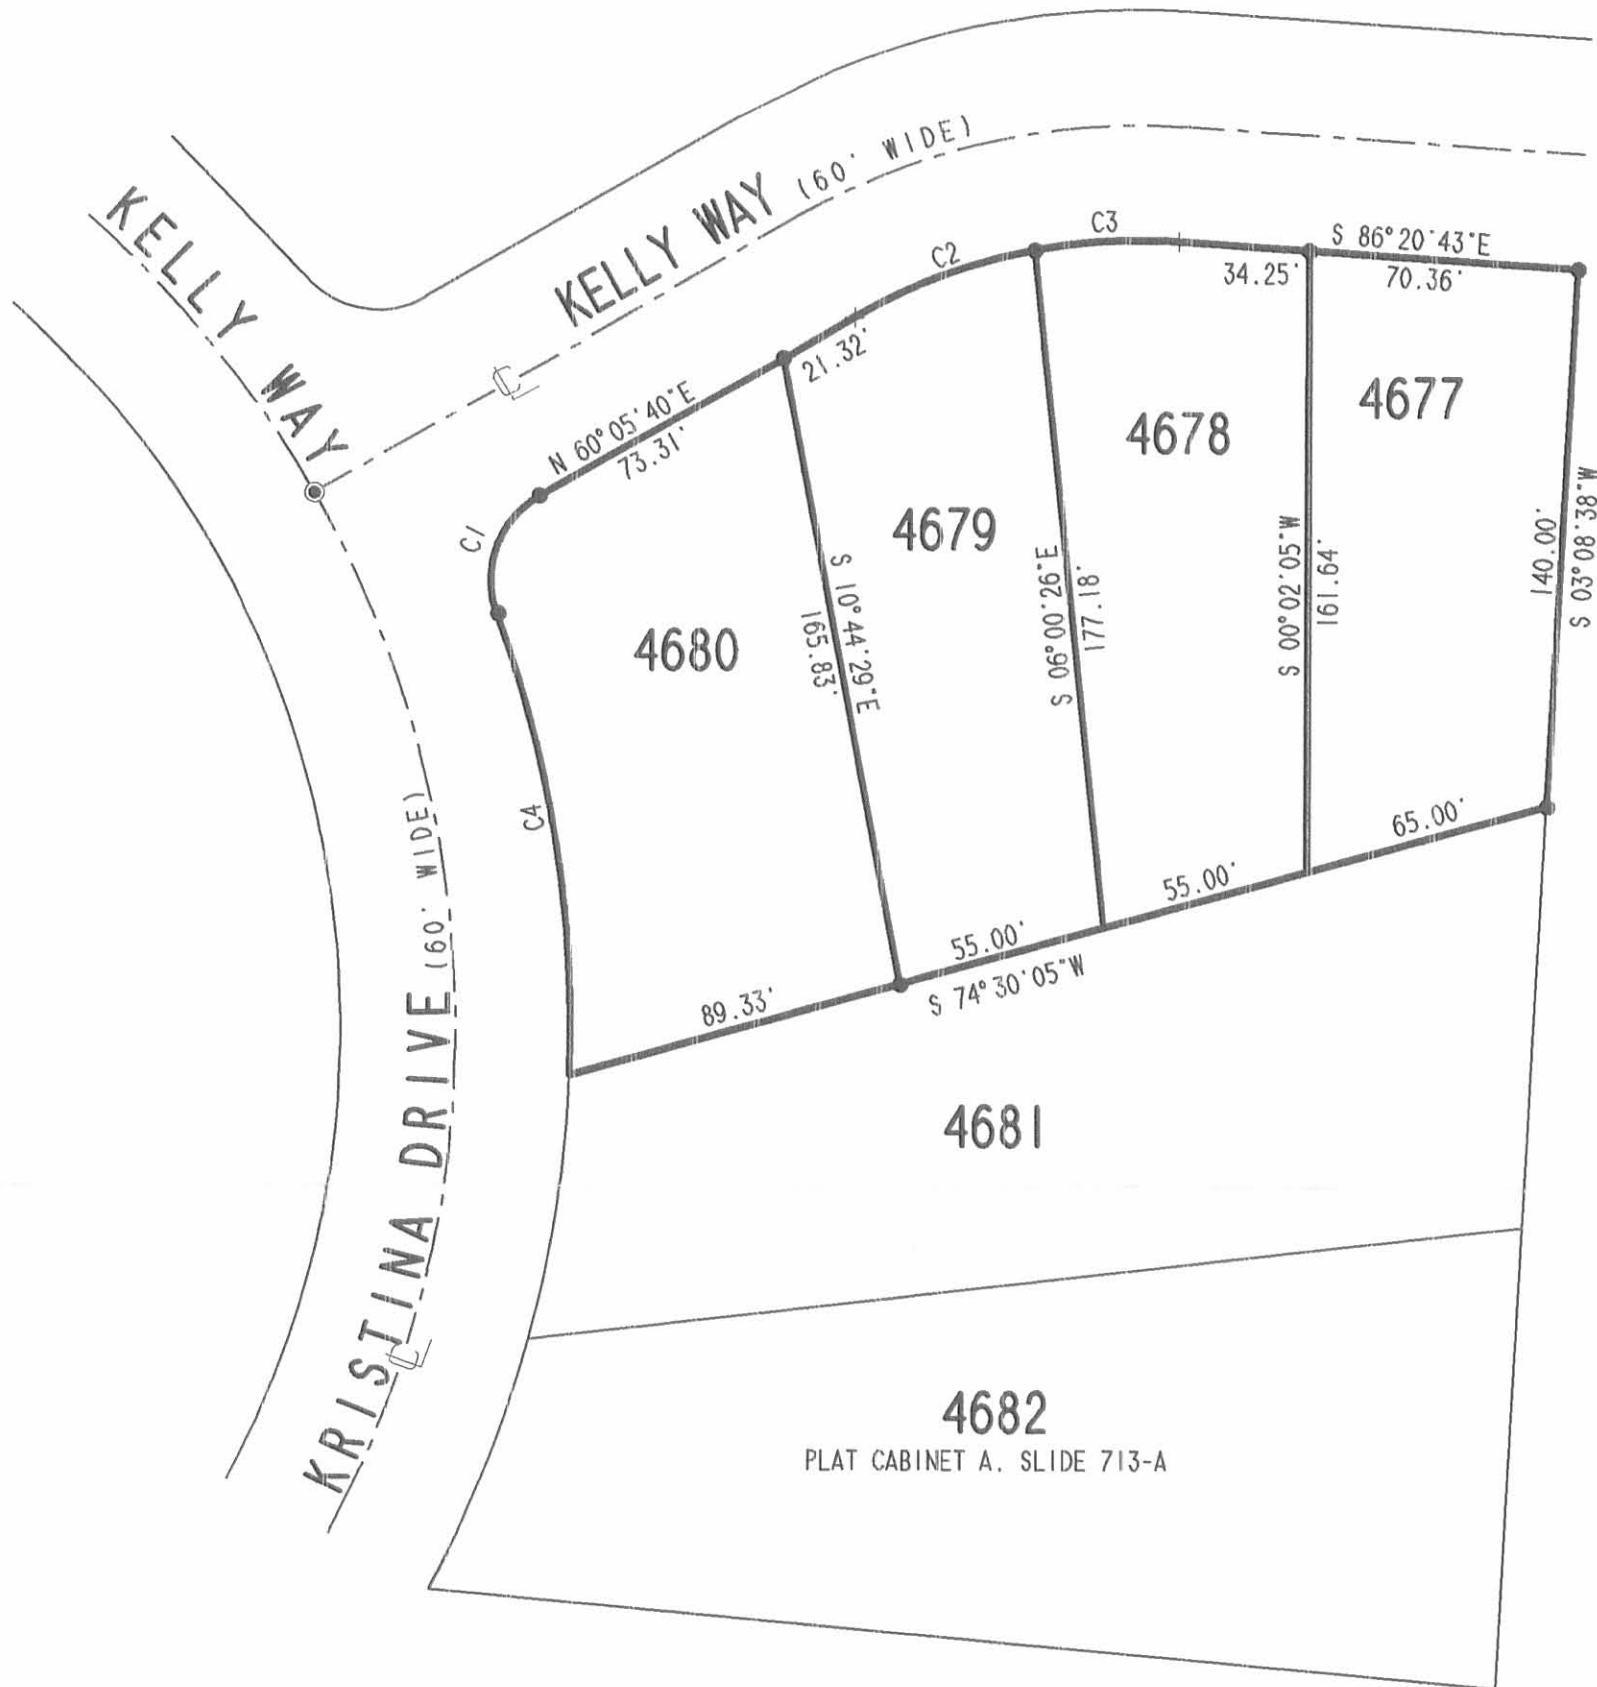 KELLY WAY
KELLY WAY (60' WIDE)
℄
C3
C2
S 86°20'43"E
34.25'
70.36'
21.32'
N 60°05'40"E
73.31'
C1
4677
4678
4679
4680
S 10°44'29"E
165.83'
S 06°00'26"E
177.18'
S 00°02'05"W
161.64'
140.00'
S 03°08'38"W
C4
65.00'
55.00'
55.00'
S 74°30'05"W
89.33'
KRISTINA DRIVE (60' WIDE)
℄
4681
4682
PLAT CABINET A, SLIDE 713-A